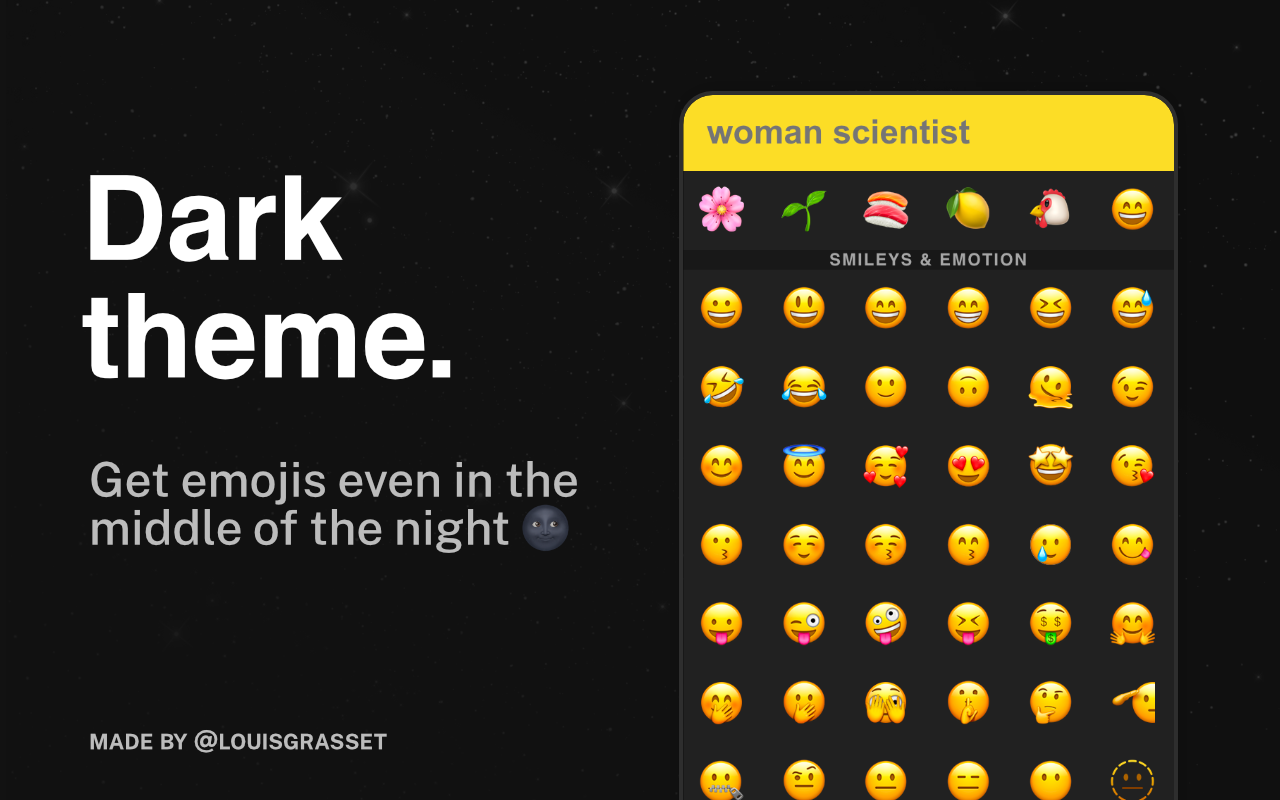 Dark
theme.
Get emojis even in the
middle of the night 🌚
MADE BY @LOUISGRASSET
woman scientist
SMILEYS & EMOTION